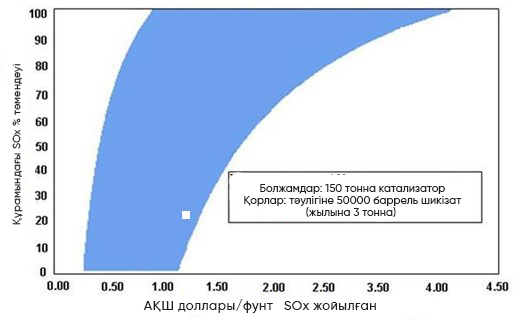 Құрамындағы SOx % төмендеуі
100
90
80
70
60
50
40
30
20
10
0
Болжамдар: 150 тонна катализатор
Қорлар: тәулігіне 50000 баррель шикізат
(жылына 3 тонна)
0.00 0.50 1.00 1.50 2.00 2.50 3.00 3.50 4.00 4.50
АҚШ доллары/фунт SOx жойылған